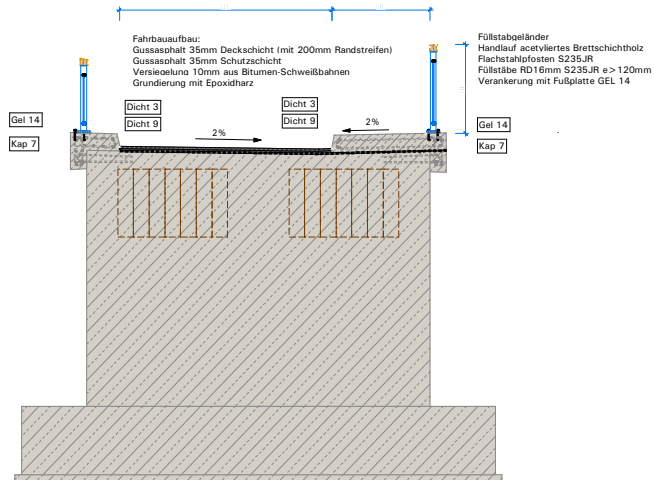 Fahrbauaufbau:
Gussasphalt 35mm Deckschicht (mit 200mm Randstreifen)
Gussasphalt 35mm Schutzschicht
Versiegelung 10mm aus Bitumen-Schweißbahnen
Grundierung mit Epoxidharz
Füllstabgeländer
Handlauf acetyliertes Brettschichtholz
Flachstahlpfosten S235JR
Füllstäbe RD16mm S235JR e>120mm
Verankerung mit Fußplatte GEL 14
Gel 14
Kap 7
Dicht 3
Dicht 9
2%
Dicht 3
Dicht 9
2%
Gel 14
Kap 7